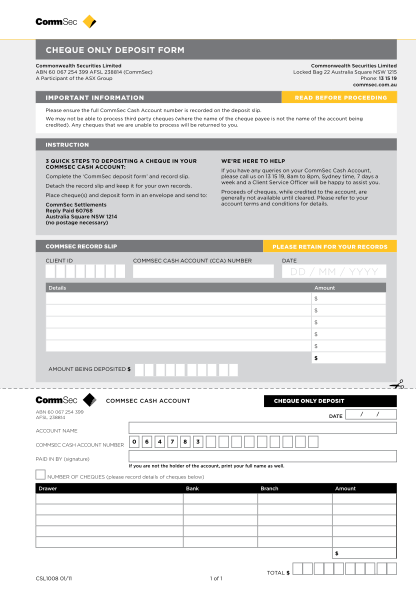 CommSec
CHEQUE ONLY DEPOSIT FORM
Commonwealth Securities Limited
ABN 60 067 254 399 AFSL 238814 (CommSec)
A Participant of the ASX Group
Commonwealth Securities Limited
Locked Bag 22 Australia Square NSW 1215
Phone: 13 15 19
commsec.com.au
IMPORTANT INFORMATION
READ BEFORE PROCEEDING
Please ensure the full CommSec Cash Account number is recorded on the deposit slip.
We may not be able to process third party cheques (where the name of the cheque payee is not the name of the account being
credited). Any cheques that we are unable to process will be returned to you.
INSTRUCTION
3 QUICK STEPS TO DEPOSITING A CHEQUE IN YOUR
COMMSEC CASH ACCOUNT:
Complete the 'CommSec deposit form' and record slip.
Detach the record slip and keep it for your own records.
Place cheque(s) and deposit form in an envelope and send to:
CommSec Settlements
Reply Paid 60768
Australia Square NSW 1214
(no postage necessary)
WE'RE HERE TO HELP
If you have any queries on your CommSec Cash Account,
please call us on 13 15 19, 8am to 8pm, Sydney time, 7 days
a week and a Client Service Officer will be happy to assist you.
Proceeds of cheques, while credited to the account, are
generally not available until cleared. Please refer to your
account terms and conditions for details.
COMMSEC RECORD SLIP
PLEASE RETAIN FOR YOUR RECORDS
CLIENT ID
COMMSEC CASH ACCOUNT (CCA) NUMBER
DATE
DD / MM / YYYY
Details
Amount
$
$
$
$
$
$
AMOUNT BEING DEPOSITED $
CommSec
COMMSEC CASH ACCOUNT
CHEQUE ONLY DEPOSIT
ABN 60 067 254 399
AFSL 238814
DATE / /
ACCOUNT NAME
COMMSEC CASH ACCOUNT NUMBER 0 6 4 7 8 3
PAID IN BY (signature)
If you are not the holder of the account, print your full name as well.
NUMBER OF CHEQUES (please record details of cheques below)
Drawer Bank Branch Amount
$
TOTAL $
CSL1008 01/11
1 of 1